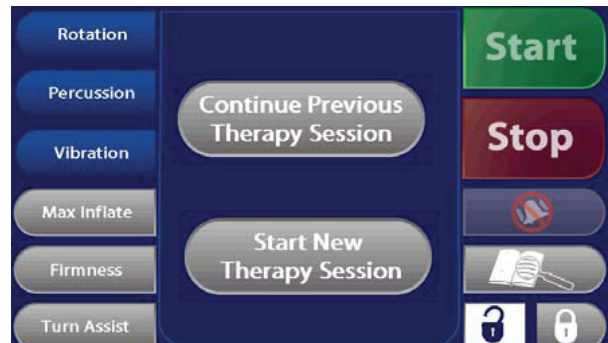 Rotation
Percussion
Vibration
Max Inflate
Firmness
Turn Assist
Continue Previous
Therapy Session
Start New
Therapy Session
Start
Stop